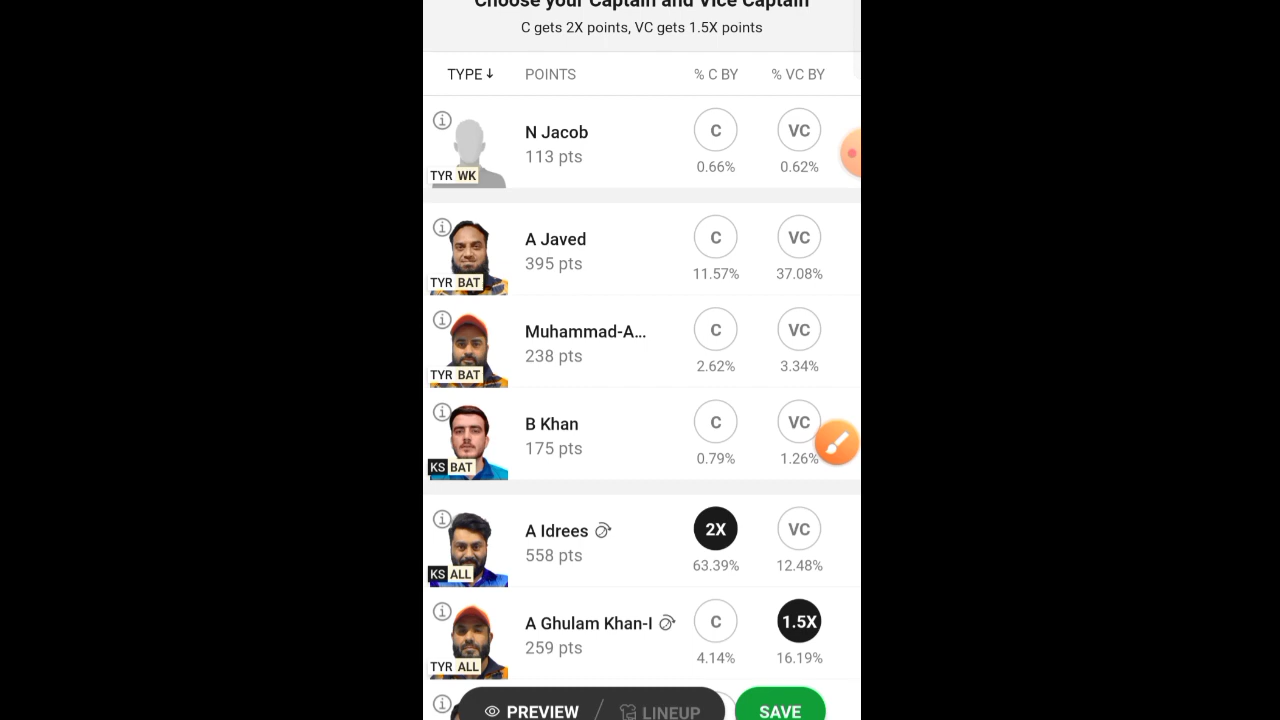 Choose your Captain and Vice Captain
C gets 2X points, VC gets 1.5X points
TYPE↓ POINTS % C BY % VC BY
N Jacob
113 pts
TYR WK
C
VC
0.66%
0.62%
A Javed
395 pts
TYR BAT
C
VC
11.57%
37.08%
Muhammad-A...
238 pts
TYR BAT
C
VC
2.62%
3.34%
B Khan
175 pts
KS BAT
C
VC
0.79%
1.26%
A Idrees
558 pts
KS ALL
2X
VC
63.39%
12.48%
A Ghulam Khan-I
259 pts
TYR ALL
C
1.5X
4.14%
16.19%
PREVIEW / LINEUP
SAVE